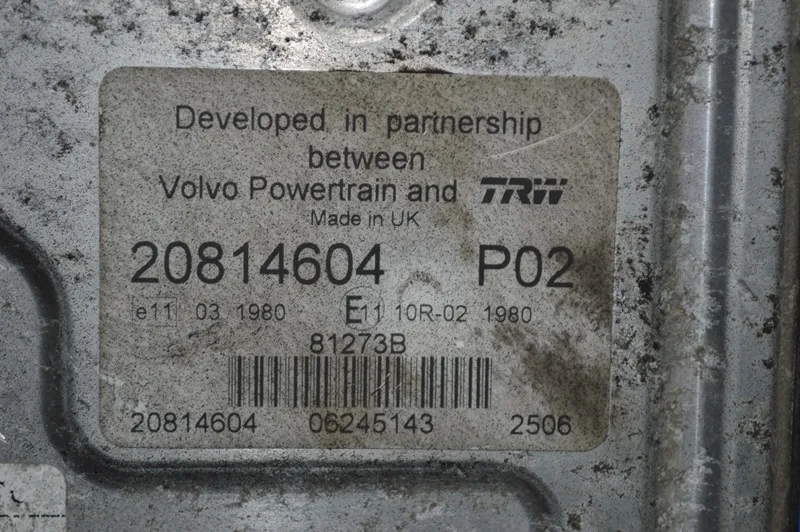 Developed in partnership
between
Volvo Powertrain and TRW
Made in UK
20814604 P02
e11 03 1980 E11 10R-02 1980
81273B
20814604 06245143 2506